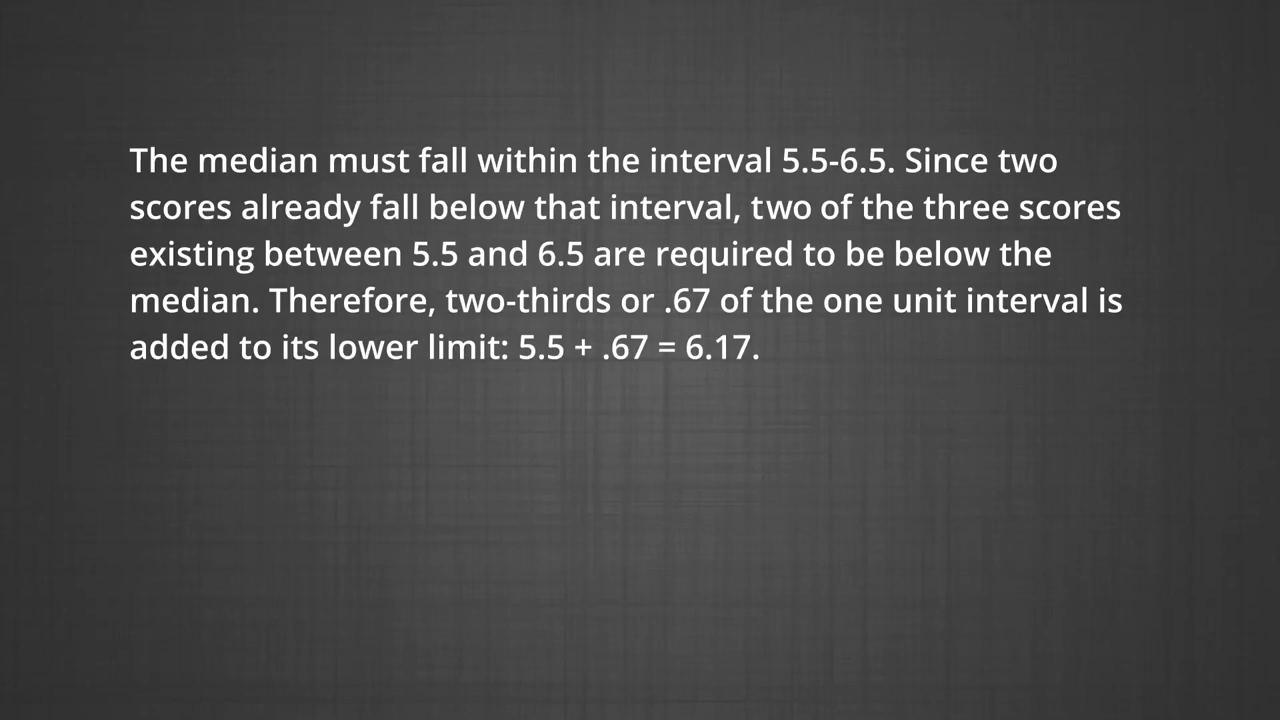 The median must fall within the interval 5.5-6.5. Since two
scores already fall below that interval, two of the three scores
existing between 5.5 and 6.5 are required to be below the
median. Therefore, two-thirds or .67 of the one unit interval is
added to its lower limit: 5.5 + .67 = 6.17.